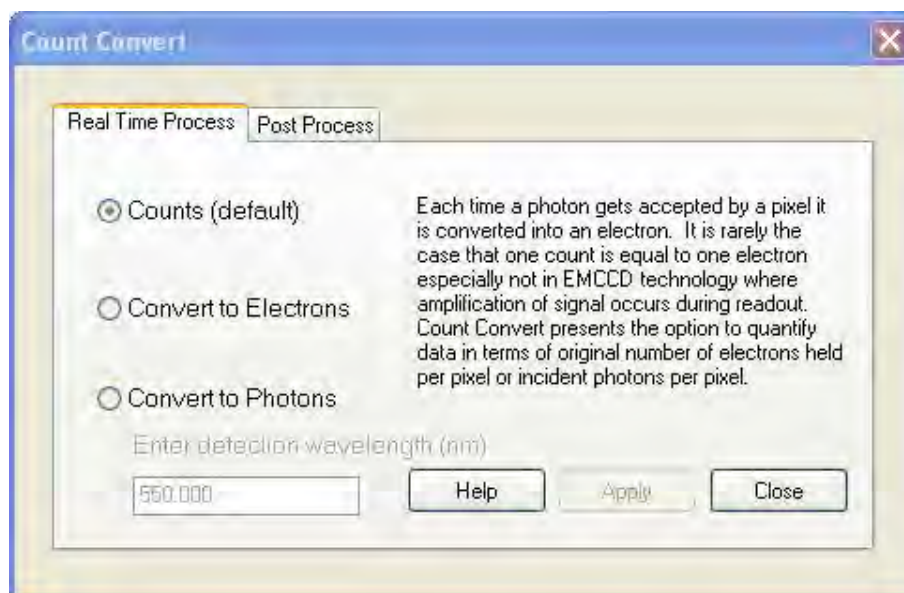 Count Convert
Real Time Process
Post Process
Counts (default)
Each time a photon gets accepted by a pixel it
is converted into an electron. It is rarely the
case that one count is equal to one electron
especially not in EMCCD technology where
amplification of signal occurs during readout.
Count Convert presents the option to quantify
data in terms of original number of electrons held
per pixel or incident photons per pixel.
Convert to Electrons
Convert to Photons
Enter detection wavelength (nm)
550.000
Help
Apply
Close